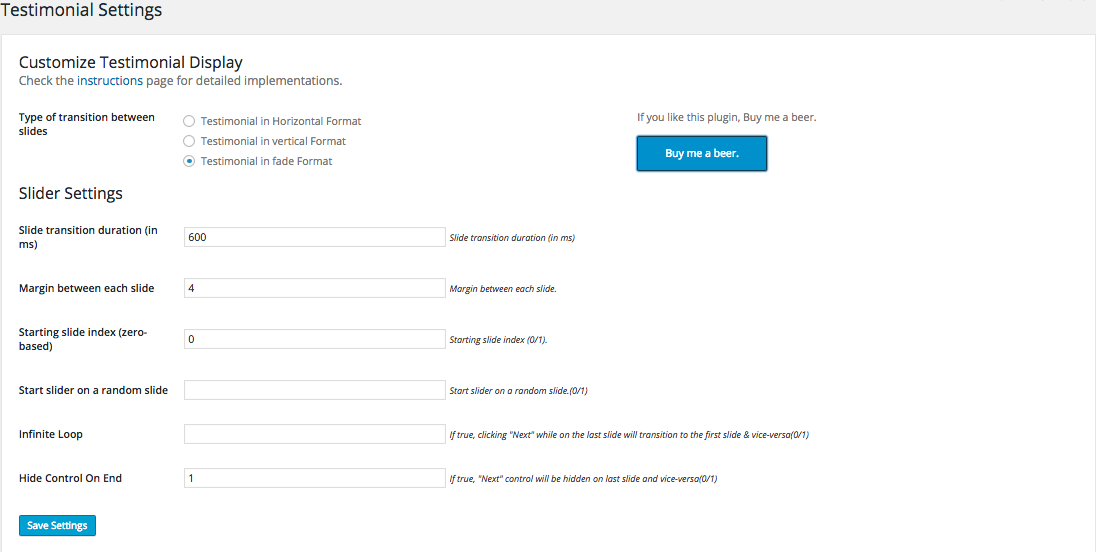 Testimonial Settings
Customize Testimonial Display
Check the instructions page for detailed implementations.
Type of transition between
slides
Testimonial in Horizontal Format
Testimonial in vertical Format
Testimonial in fade Format
If you like this plugin, Buy me a beer.
Buy me a beer.
Slider Settings
Slide transition duration (in
ms)
600
Slide transition duration (in ms)
Margin between each slide
4
Margin between each slide.
Starting slide index (zero-
based)
0
Starting slide index (0/1).
Start slider on a random slide
Start slider on a random slide.(0/1)
Infinite Loop
If true, clicking "Next" while on the last slide will transition to the first slide & vice-versa(0/1)
Hide Control On End
1
If true, "Next" control will be hidden on last slide and vice-versa(0/1)
Save Settings